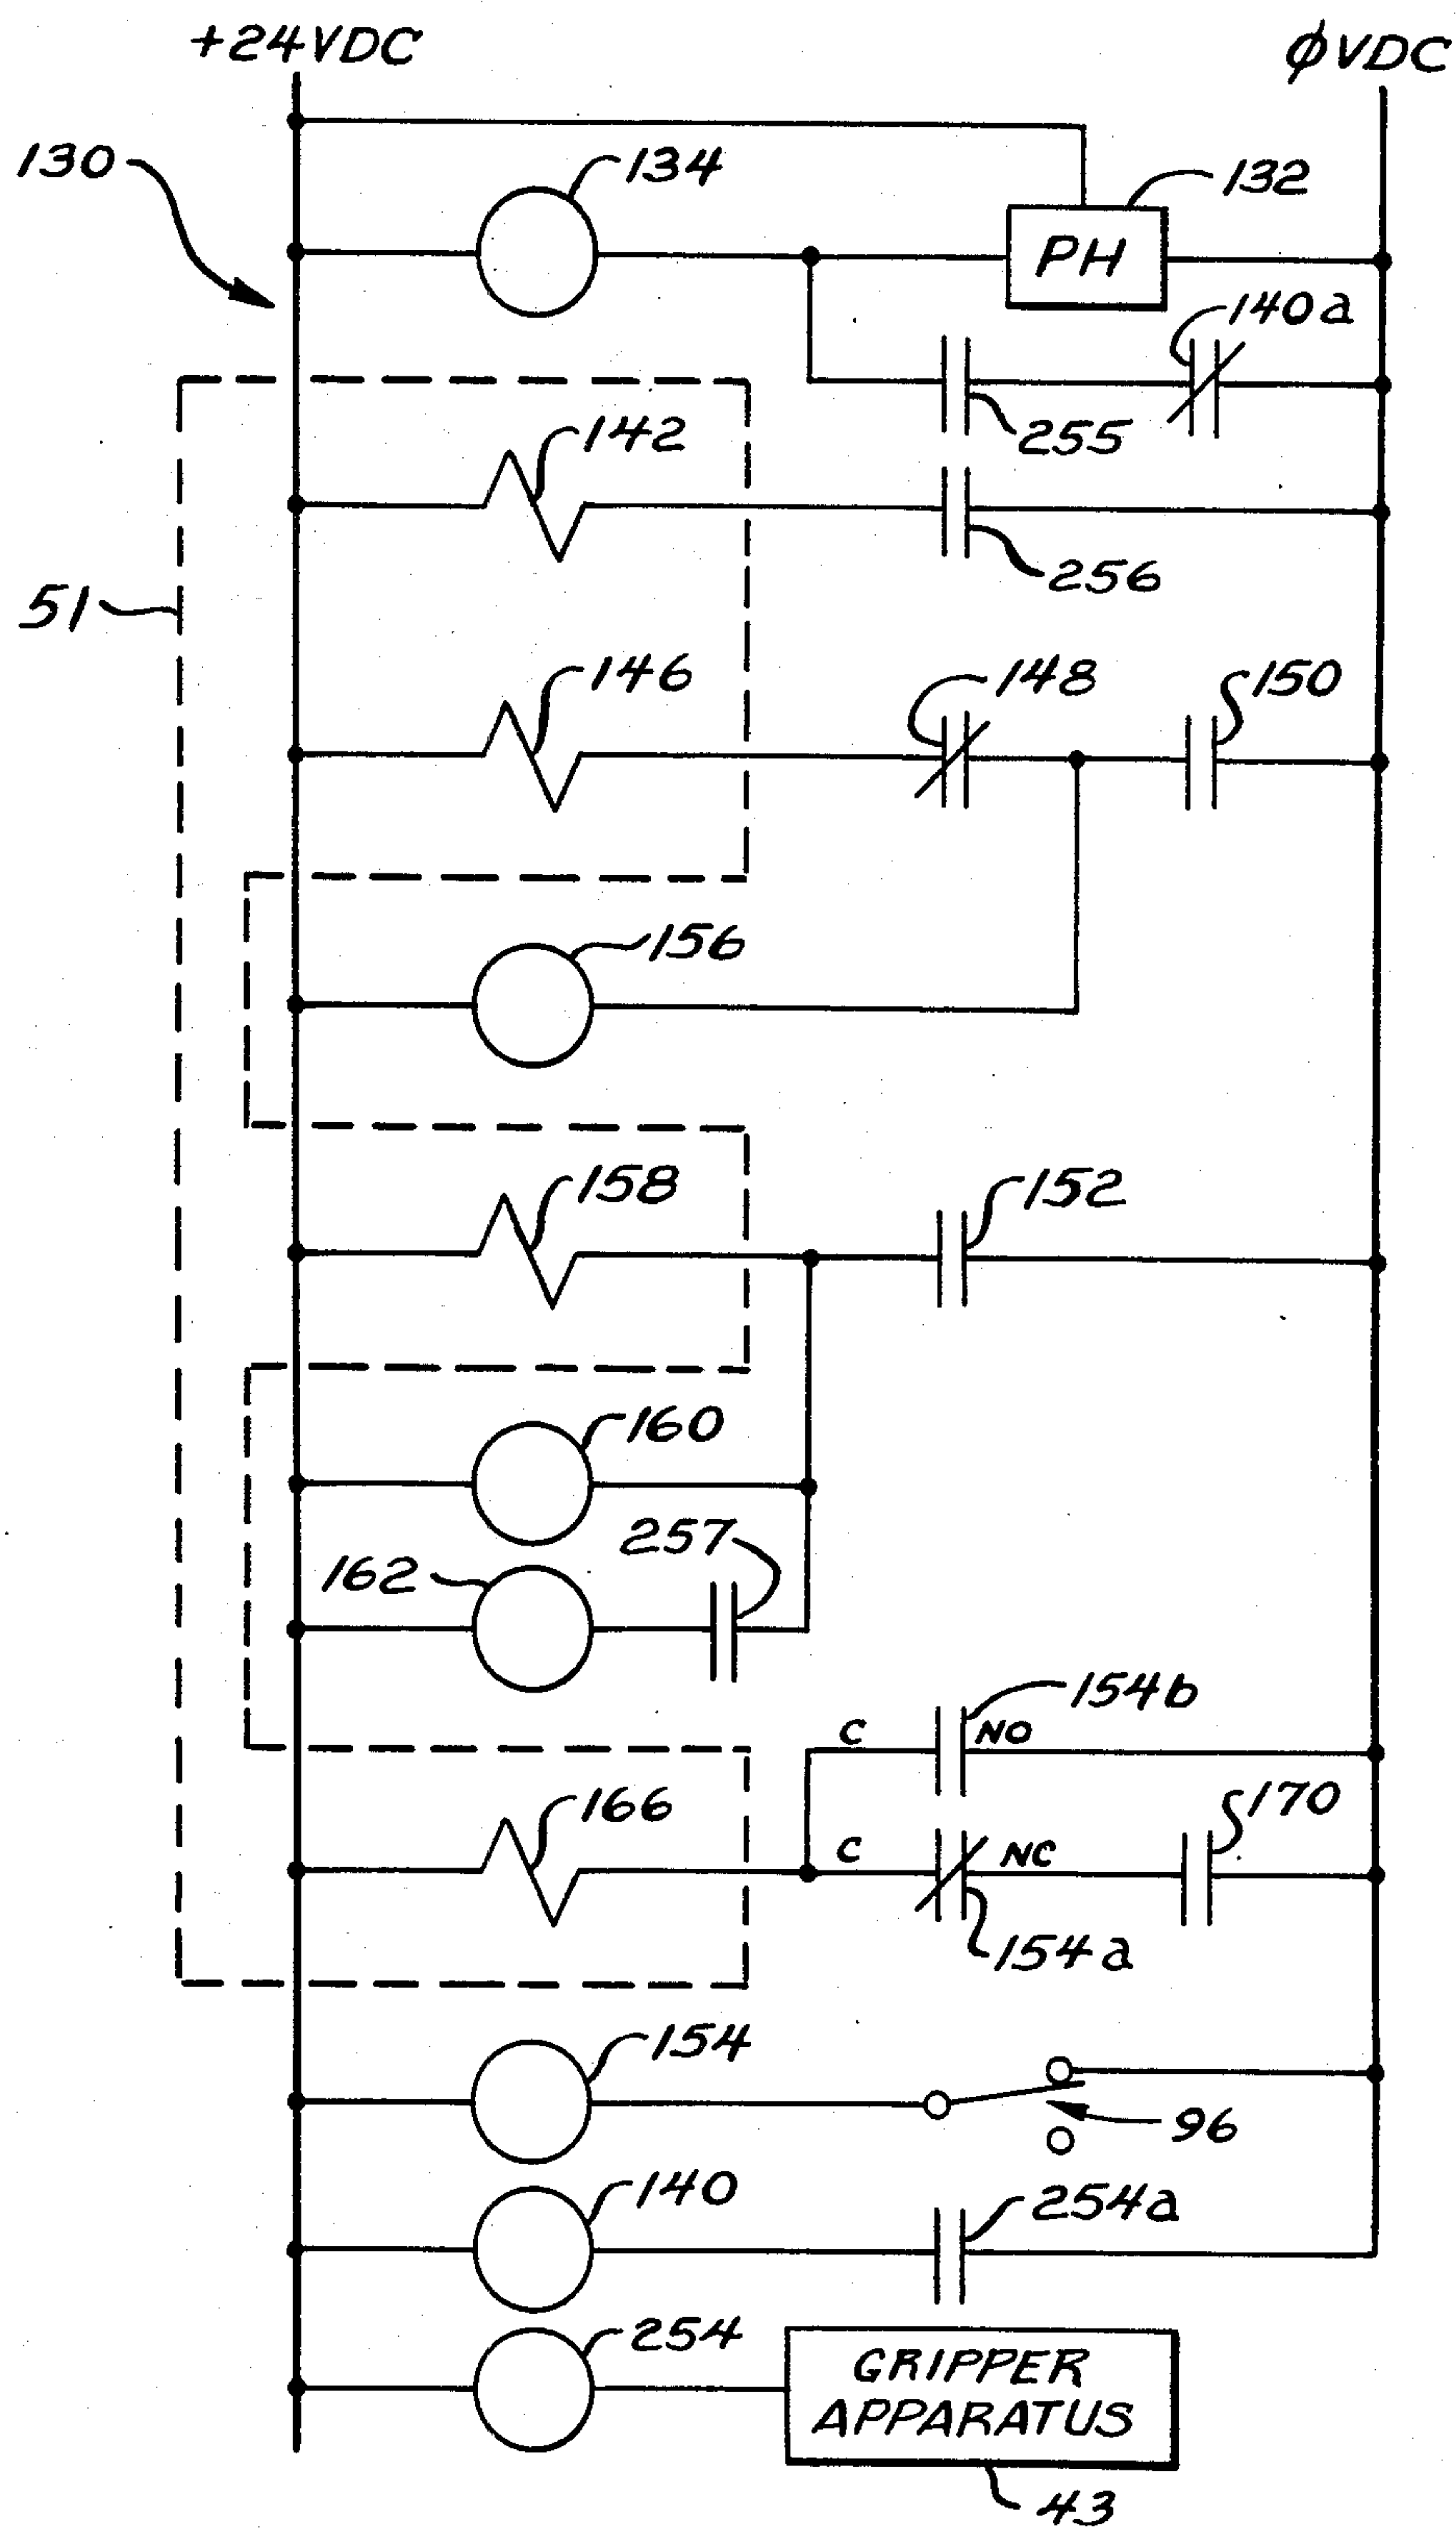 +24VDC
φVDC
130
134
132
PH
140a
255
142
256
51
146
148
150
156
158
152
160
257
162
154b
C
NO
166
170
C
NC
154a
154
96
140
254a
254
GRIPPER
APPARATUS
43